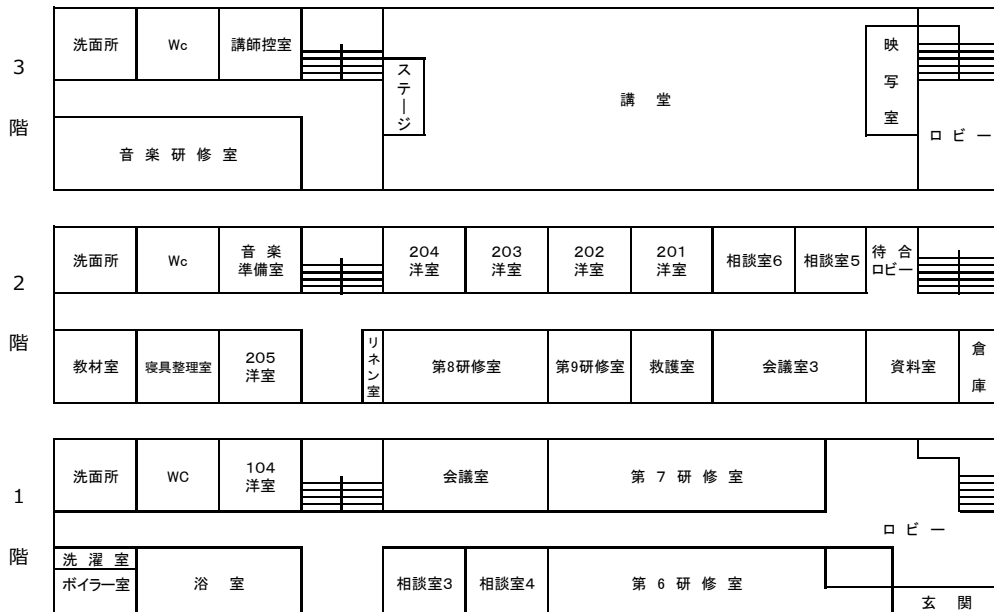 3
階
洗面所
Wc
講師控室
ステージ
講 堂
映写室
ロ ビ ー
音 楽 研 修 室
2
階
洗面所
Wc
音 楽
準備室
204
洋室
203
洋室
202
洋室
201
洋室
相談室6
相談室5
待 合
ロビー
教材室
寝具整理室
205
洋室
リネン室
第8研修室
第9研修室
救護室
会議室3
資料室
倉庫
1
階
洗面所
WC
104
洋室
会議室
第 7 研 修 室
ロ ビ ー
洗 濯 室
ボイラー室
浴 室
相談室3
相談室4
第 6 研 修 室
玄 関